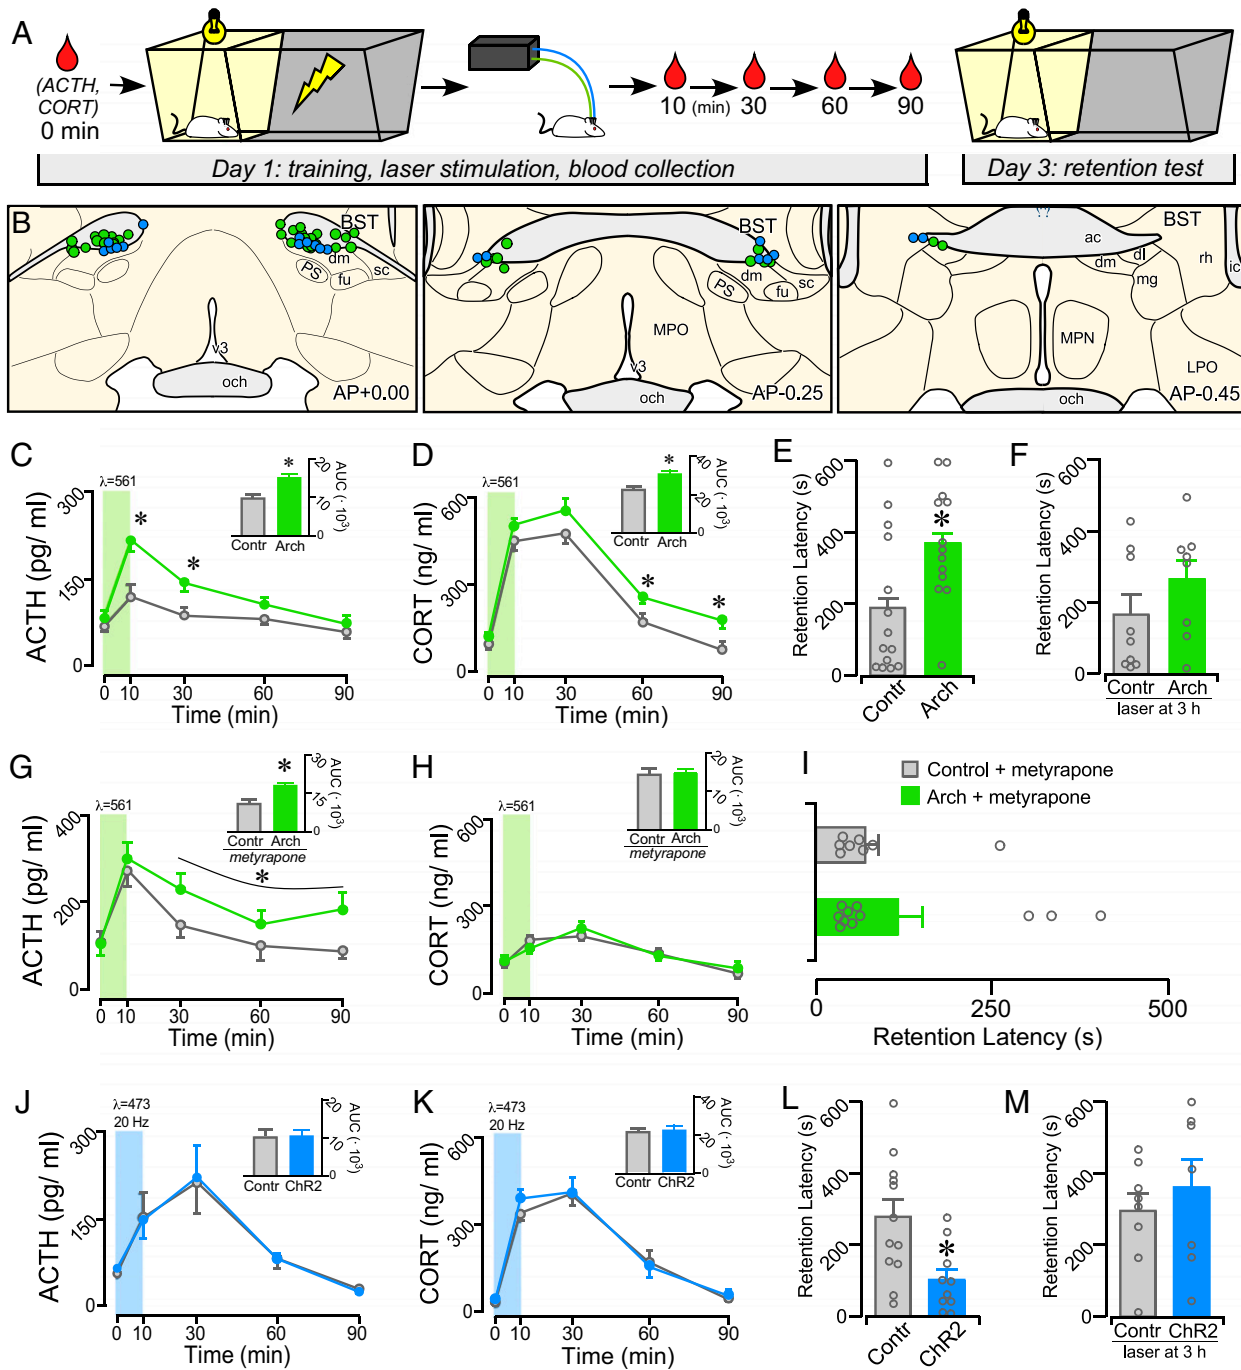 A
(ACTH,
CORT)
0 min
10 (min) 30 60 90
Day 1: training, laser stimulation, blood collection
Day 3: retention test
B
BST
dm
PS
fu
sc
v3
och
AP+0.00
BST
dm
PS
fu
sc
MPO
v3
och
AP-0.25
BST
ac
dl
dm
rh
ic
mg
MPN
LPO
och
AP-0.45
C
λ=561
ACTH (pg/ ml)
300
150
0
0 10 30 60 90
Time (min)
*
*
*
AUC (· 10³)
20
10
0
Contr Arch
D
λ=561
CORT (ng/ ml)
600
300
0
0 10 30 60 90
Time (min)
*
*
*
AUC (· 10³)
40
20
0
Contr Arch
E
Retention Latency (s)
600
400
200
0
*
Contr Arch
F
Retention Latency (s)
600
400
200
0
Contr Arch
laser at 3 h
G
λ=561
ACTH (pg/ ml)
400
200
0
0 10 30 60 90
Time (min)
*
*
AUC (· 10³)
30
15
0
Contr Arch
metyrapone
H
λ=561
CORT (ng/ ml)
600
300
0
0 10 30 60 90
Time (min)
AUC (· 10³)
20
10
0
Contr Arch
metyrapone
I
Control + metyrapone
Arch + metyrapone
0 250 500
Retention Latency (s)
J
λ=473
20 Hz
ACTH (pg/ ml)
300
150
0
0 10 30 60 90
Time (min)
AUC (· 10³)
20
10
0
Contr ChR2
K
λ=473
20 Hz
CORT (ng/ ml)
600
300
0
0 10 30 60 90
Time (min)
AUC (· 10³)
40
20
0
Contr ChR2
L
Retention Latency (s)
600
400
200
0
*
Contr ChR2
M
Retention Latency (s)
600
400
200
0
Contr ChR2
laser at 3 h